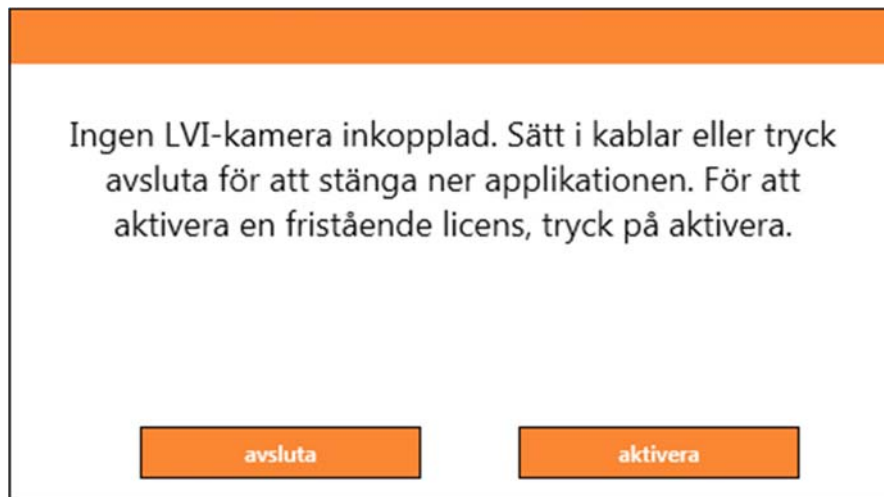 Ingen LVI-kamera inkopplad. Sätt i kablar eller tryck
avsluta för att stänga ner applikationen. För att
aktivera en fristående licens, tryck på aktivera.
avsluta
aktivera